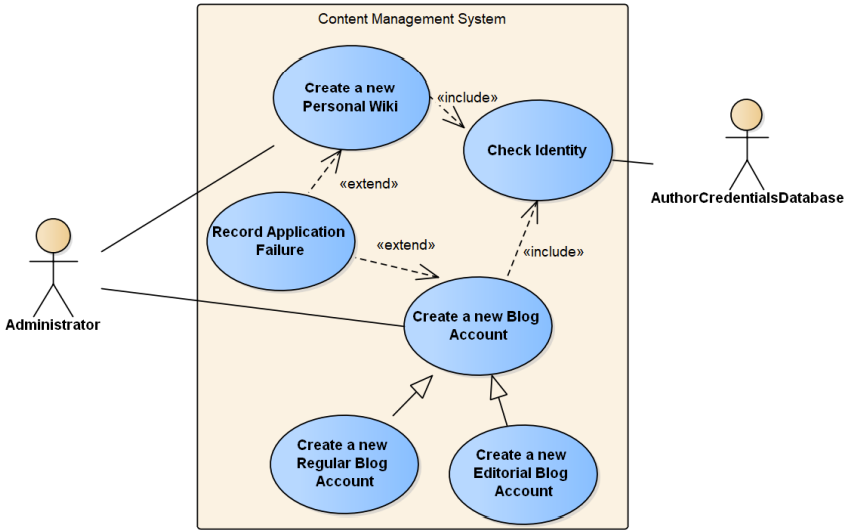 Content Management System
Create a new
Personal Wiki
«include»
Check Identity
AuthorCredentialsDatabase
«extend»
Record Application
Failure
«extend»
«include»
Administrator
Create a new Blog
Account
Create a new
Regular Blog
Account
Create a new
Editorial Blog
Account